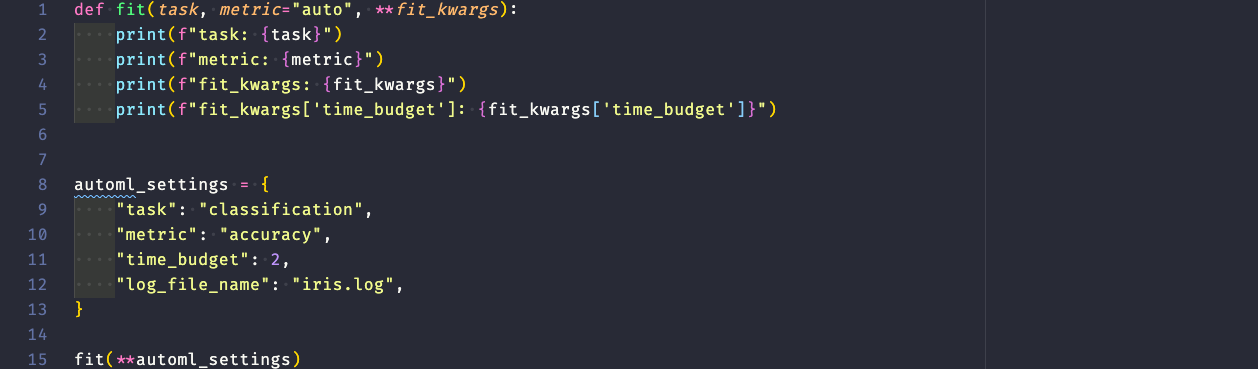 1 def fit(task, metric="auto", **fit_kwargs):
2     print(f"task: {task}")
3     print(f"metric: {metric}")
4     print(f"fit_kwargs: {fit_kwargs}")
5     print(f"fit_kwargs['time_budget']: {fit_kwargs['time_budget']}")
6
7
8 automl_settings = {
9     "task": "classification",
10     "metric": "accuracy",
11     "time_budget": 2,
12     "log_file_name": "iris.log",
13 }
14
15 fit(**automl_settings)